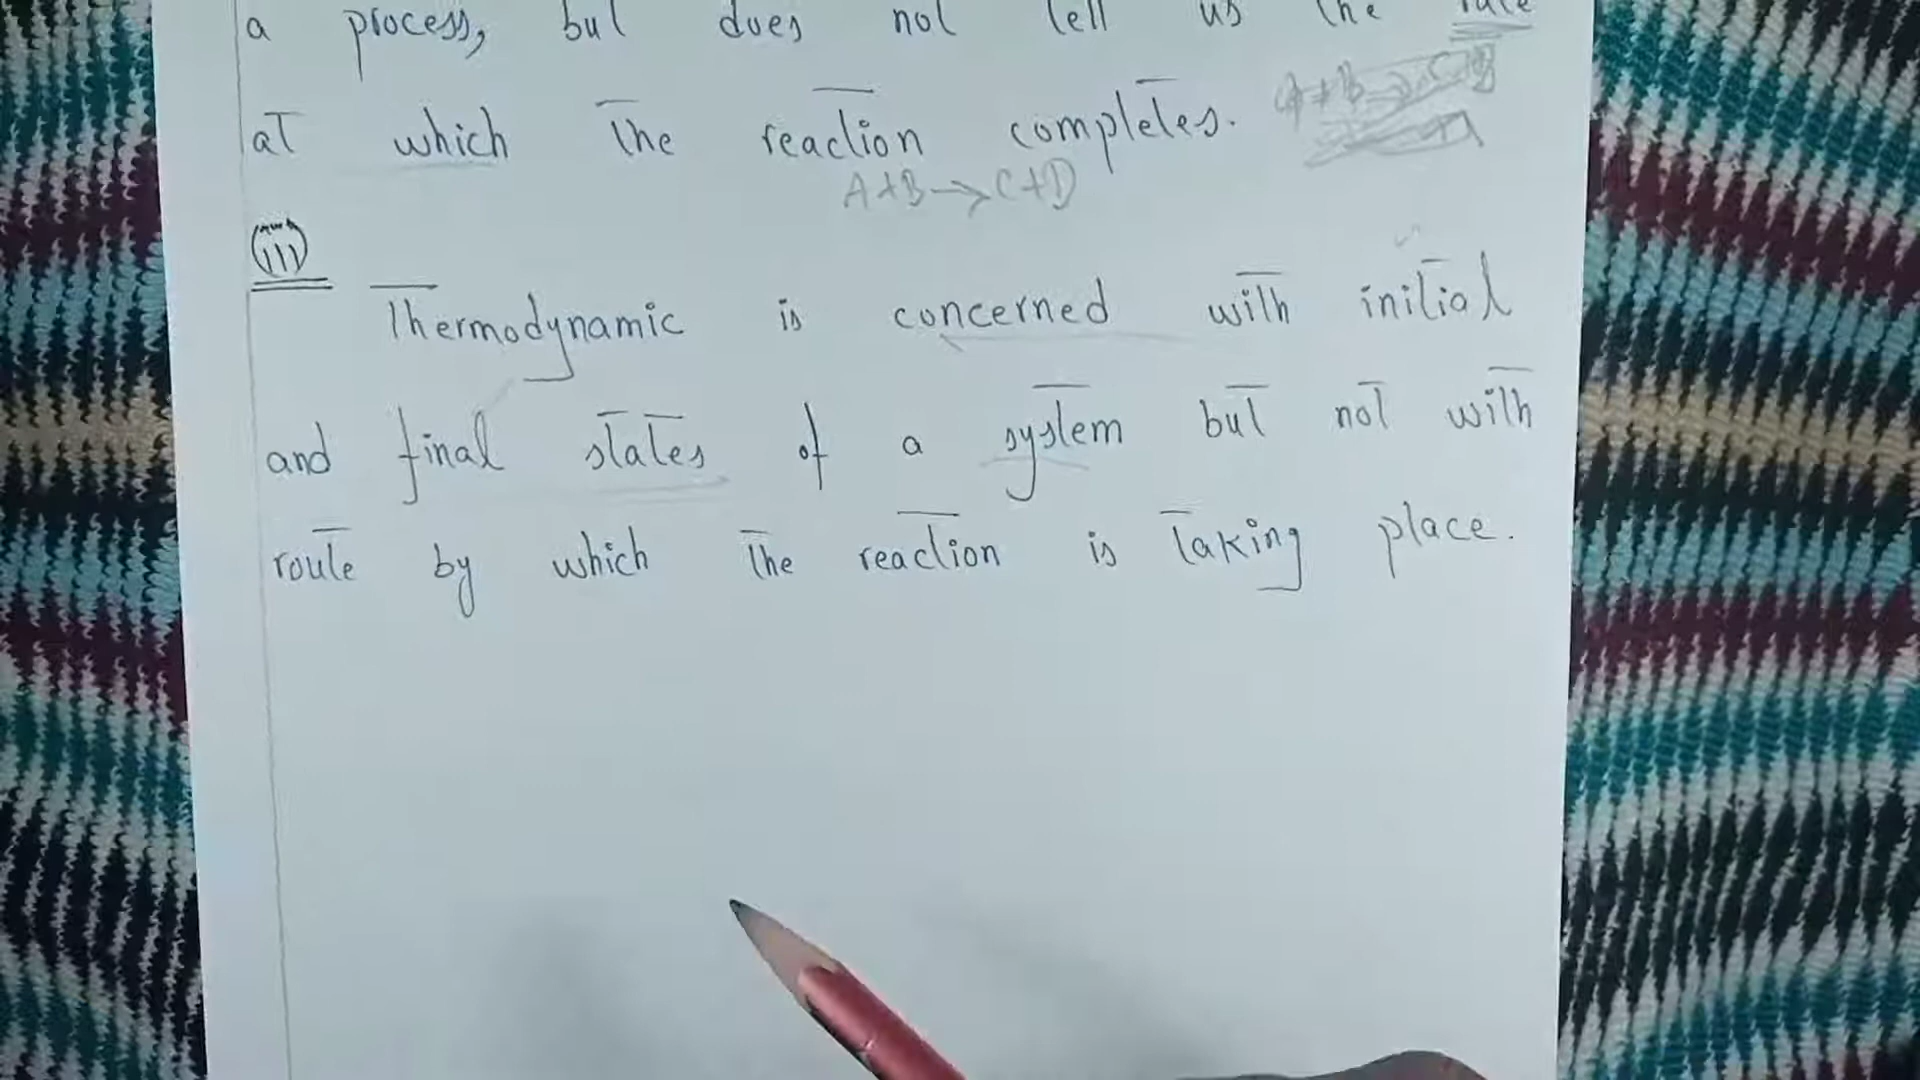 a process, but does not tell us the rate
at which the reaction completes.
A+B→C+D
(iii)
Thermodynamic is concerned with initial
and final states of a system but not with
route by which the reaction is taking place.